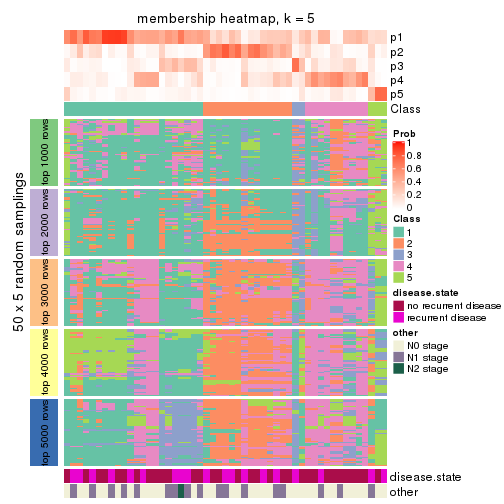 membership heatmap, k = 5
p1
p2
p3
p4
p5
Class
50 x 5 random samplings
top 1000 rows
top 2000 rows
top 3000 rows
top 4000 rows
top 5000 rows
disease.state
other
Prob
1
0.8
0.6
0.4
0.2
0
Class
1
2
3
4
5
disease.state
no recurrent disease
recurrent disease
other
N0 stage
N1 stage
N2 stage